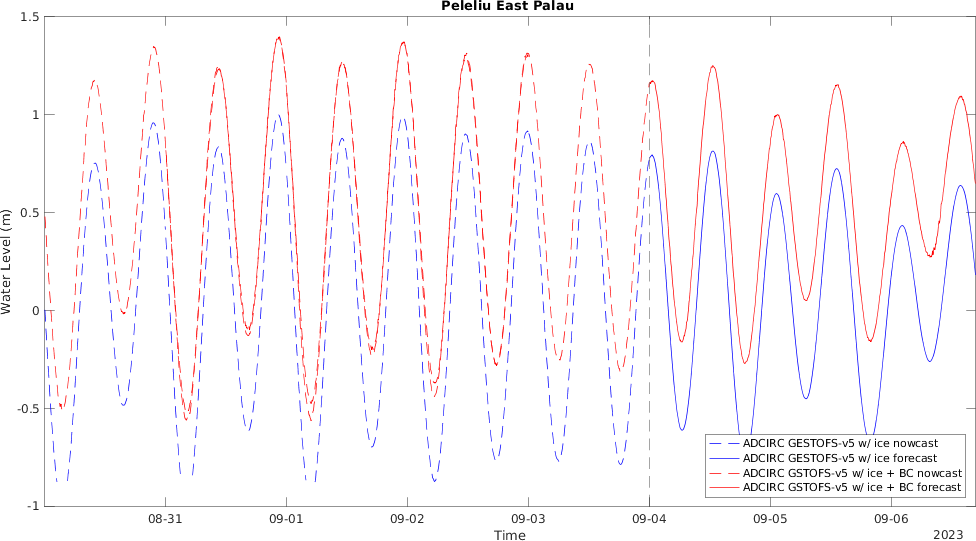 Peleliu East Palau
1.5
1
0.5
0
-0.5
-1
Water Level (m)
08-31
09-01
09-02
09-03
09-04
09-05
09-06
Time
2023
ADCIRC GESTOFS-v5 w/ ice nowcast
ADCIRC GESTOFS-v5 w/ ice forecast
ADCIRC GSTOFS-v5 w/ ice + BC nowcast
ADCIRC GSTOFS-v5 w/ ice + BC forecast